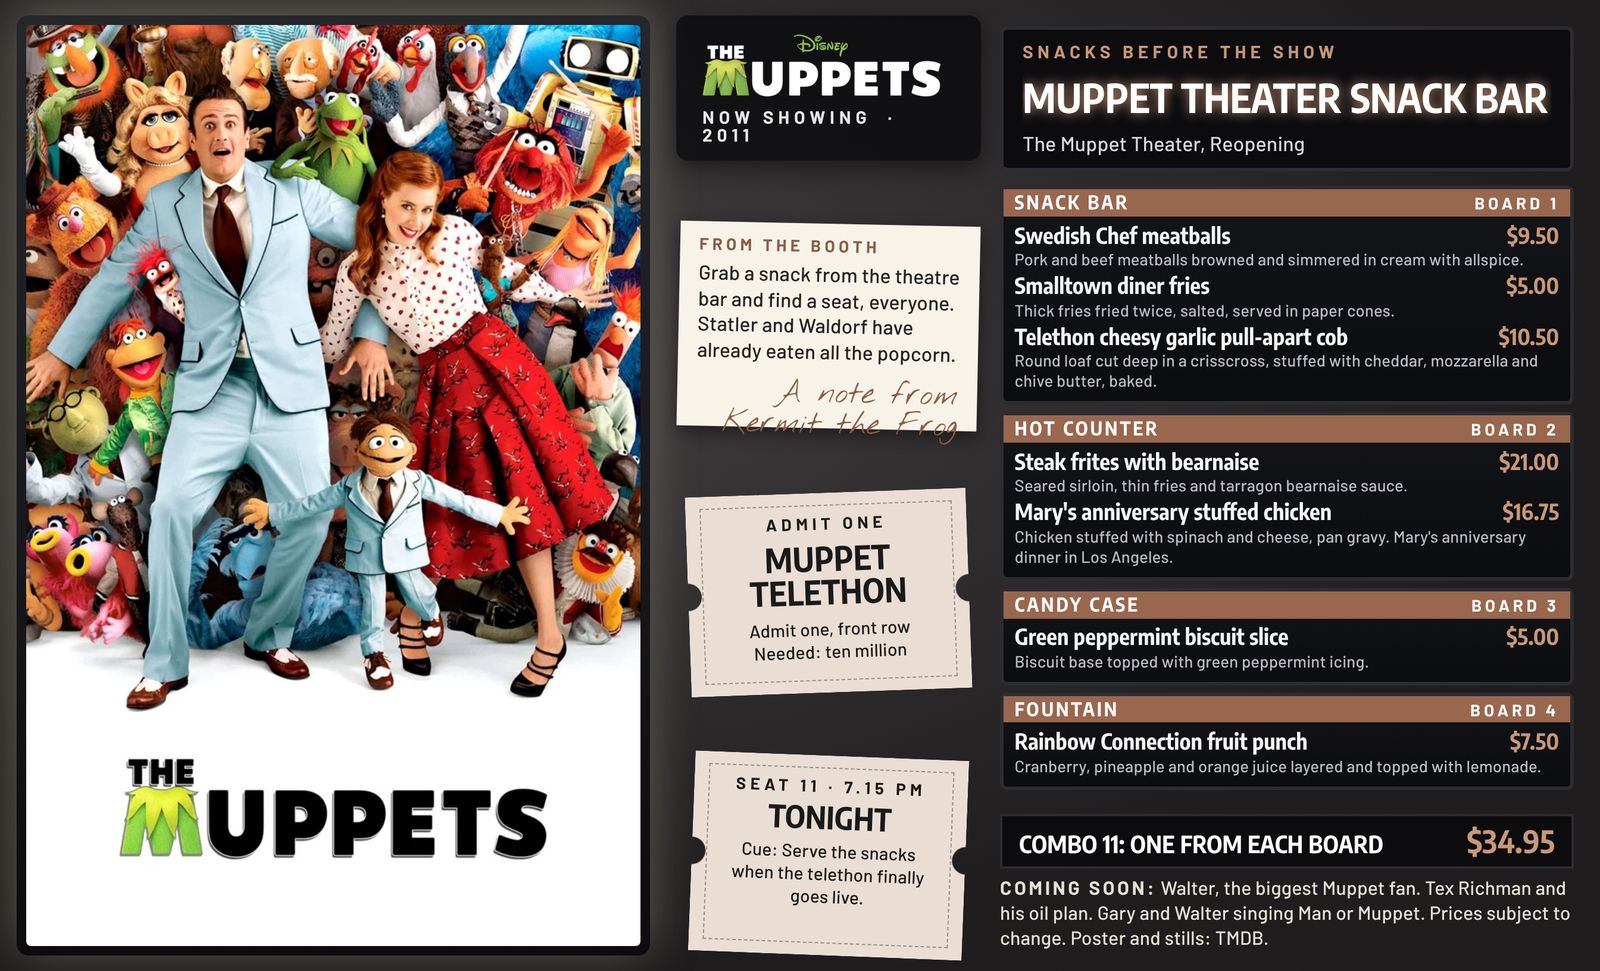 THE
MUPPETS
Disney
THE
MUPPETS
NOW SHOWING ·
2011
FROM THE BOOTH
Grab a snack from the theatre
bar and find a seat, everyone.
Statler and Waldorf have
already eaten all the popcorn.
A note from
Kermit the Frog
ADMIT ONE
MUPPET
TELETHON
Admit one, front row
Needed: ten million
SEAT 11 · 7.15 PM
TONIGHT
Cue: Serve the snacks
when the telethon finally
goes live.
SNACKS BEFORE THE SHOW
MUPPET THEATER SNACK BAR
The Muppet Theater, Reopening
SNACK BAR BOARD 1
Swedish Chef meatballs $9.50
Pork and beef meatballs browned and simmered in cream with allspice.
Smalltown diner fries $5.00
Thick fries fried twice, salted, served in paper cones.
Telethon cheesy garlic pull-apart cob $10.50
Round loaf cut deep in a crisscross, stuffed with cheddar, mozzarella and
chive butter, baked.
HOT COUNTER BOARD 2
Steak frites with bearnaise $21.00
Seared sirloin, thin fries and tarragon bearnaise sauce.
Mary's anniversary stuffed chicken $16.75
Chicken stuffed with spinach and cheese, pan gravy. Mary's anniversary
dinner in Los Angeles.
CANDY CASE BOARD 3
Green peppermint biscuit slice $5.00
Biscuit base topped with green peppermint icing.
FOUNTAIN BOARD 4
Rainbow Connection fruit punch $7.50
Cranberry, pineapple and orange juice layered and topped with lemonade.
COMBO 11: ONE FROM EACH BOARD $34.95
COMING SOON: Walter, the biggest Muppet fan. Tex Richman and
his oil plan. Gary and Walter singing Man or Muppet. Prices subject to
change. Poster and stills: TMDB.